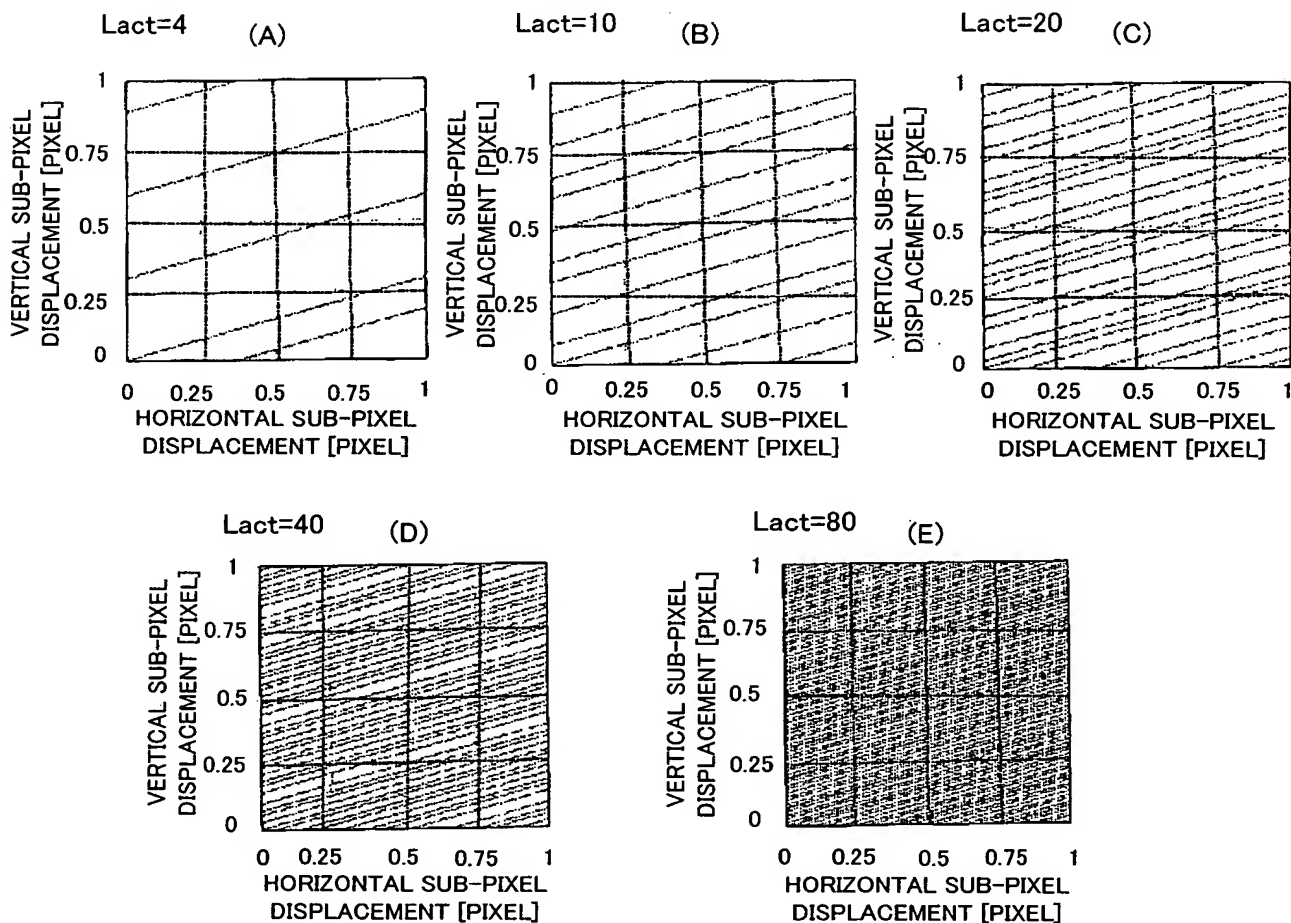 Lact=4 (A)
VERTICAL SUB-PIXEL
DISPLACEMENT [PIXEL]
1
0.75
0.5
0.25
0
0 0.25 0.5 0.75 1
HORIZONTAL SUB-PIXEL
DISPLACEMENT [PIXEL]
Lact=10 (B)
VERTICAL SUB-PIXEL
DISPLACEMENT [PIXEL]
1
0.75
0.5
0.25
0
0 0.25 0.5 0.75 1
HORIZONTAL SUB-PIXEL
DISPLACEMENT [PIXEL]
Lact=20 (C)
VERTICAL SUB-PIXEL
DISPLACEMENT [PIXEL]
1
0.75
0.5
0.25
0
0 0.25 0.5 0.75 1
HORIZONTAL SUB-PIXEL
DISPLACEMENT [PIXEL]
Lact=40 (D)
VERTICAL SUB-PIXEL
DISPLACEMENT [PIXEL]
1
0.75
0.5
0.25
0
0 0.25 0.5 0.75 1
HORIZONTAL SUB-PIXEL
DISPLACEMENT [PIXEL]
Lact=80 (E)
VERTICAL SUB-PIXEL
DISPLACEMENT [PIXEL]
1
0.75
0.5
0.25
0
0 0.25 0.5 0.75 1
HORIZONTAL SUB-PIXEL
DISPLACEMENT [PIXEL]